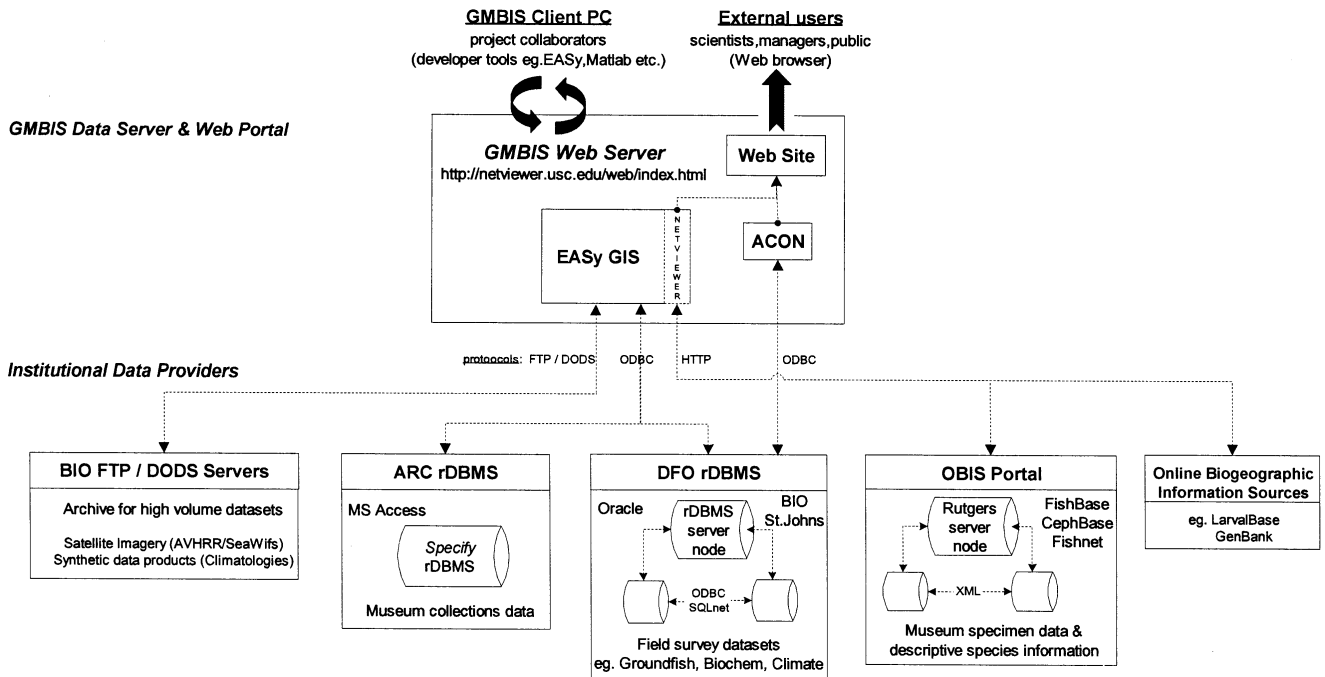 GMBIS Client PC
project collaborators
(developer tools eg.EASy,Matlab etc.)
External users
scientists,managers,public
(Web browser)
GMBIS Data Server & Web Portal
GMBIS Web Server
http://netviewer.usc.edu/web/index.html
Web Site
EASy GIS
NETVIEWER
ACON
protoocols: FTP / DODS
ODBC
HTTP
ODBC
Institutional Data Providers
BIO FTP / DODS Servers
Archive for high volume datasets
Satellite Imagery (AVHRR/SeaWifs)
Synthetic data products (Climatologies)
ARC rDBMS
MS Access
Specify
rDBMS
Museum collections data
DFO rDBMS
Oracle
rDBMS
server
node
BIO
St.Johns
ODBC
SQLnet
Field survey datasets
eg. Groundfish, Biochem, Climate
OBIS Portal
Rutgers
server
node
FishBase
CephBase
Fishnet
XML
Museum specimen data &
descriptive species information
Online Biogeographic
Information Sources
eg. LarvalBase
GenBank